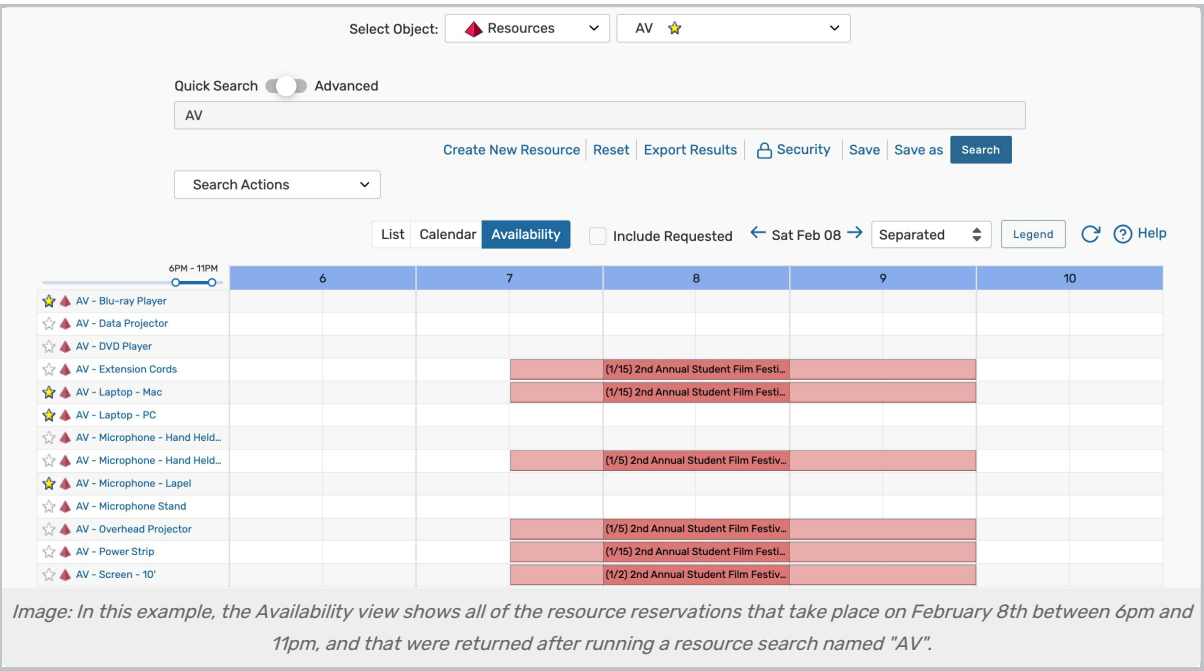 Select Object: Resources AV
Quick Search Advanced
AV
Create New Resource Reset Export Results Security Save Save as Search
Search Actions
List Calendar Availability Include Requested Sat Feb 08 Separated Legend Help
6PM - 11PM 6 7 8 9 10
AV - Blu-ray Player
AV - Data Projector
AV - DVD Player
AV - Extension Cords (1/15) 2nd Annual Student Film Festi...
AV - Laptop - Mac (1/15) 2nd Annual Student Film Festi...
AV - Laptop - PC
AV - Microphone - Hand Held...
AV - Microphone - Hand Held... (1/5) 2nd Annual Student Film Festiv...
AV - Microphone - Lapel
AV - Microphone Stand
AV - Overhead Projector (1/5) 2nd Annual Student Film Festiv...
AV - Power Strip (1/15) 2nd Annual Student Film Festi...
AV - Screen - 10' (1/2) 2nd Annual Student Film Festiv...
Image: In this example, the Availability view shows all of the resource reservations that take place on February 8th between 6pm and
11pm, and that were returned after running a resource search named "AV".